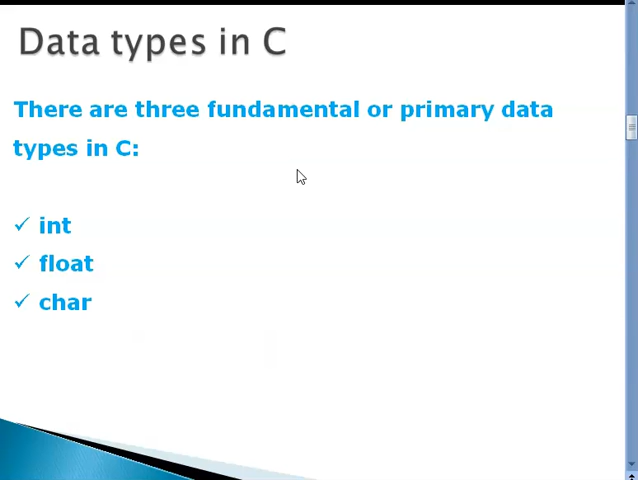 Data types in C
There are three fundamental or primary data
types in C:
✓ int
✓ float
✓ char